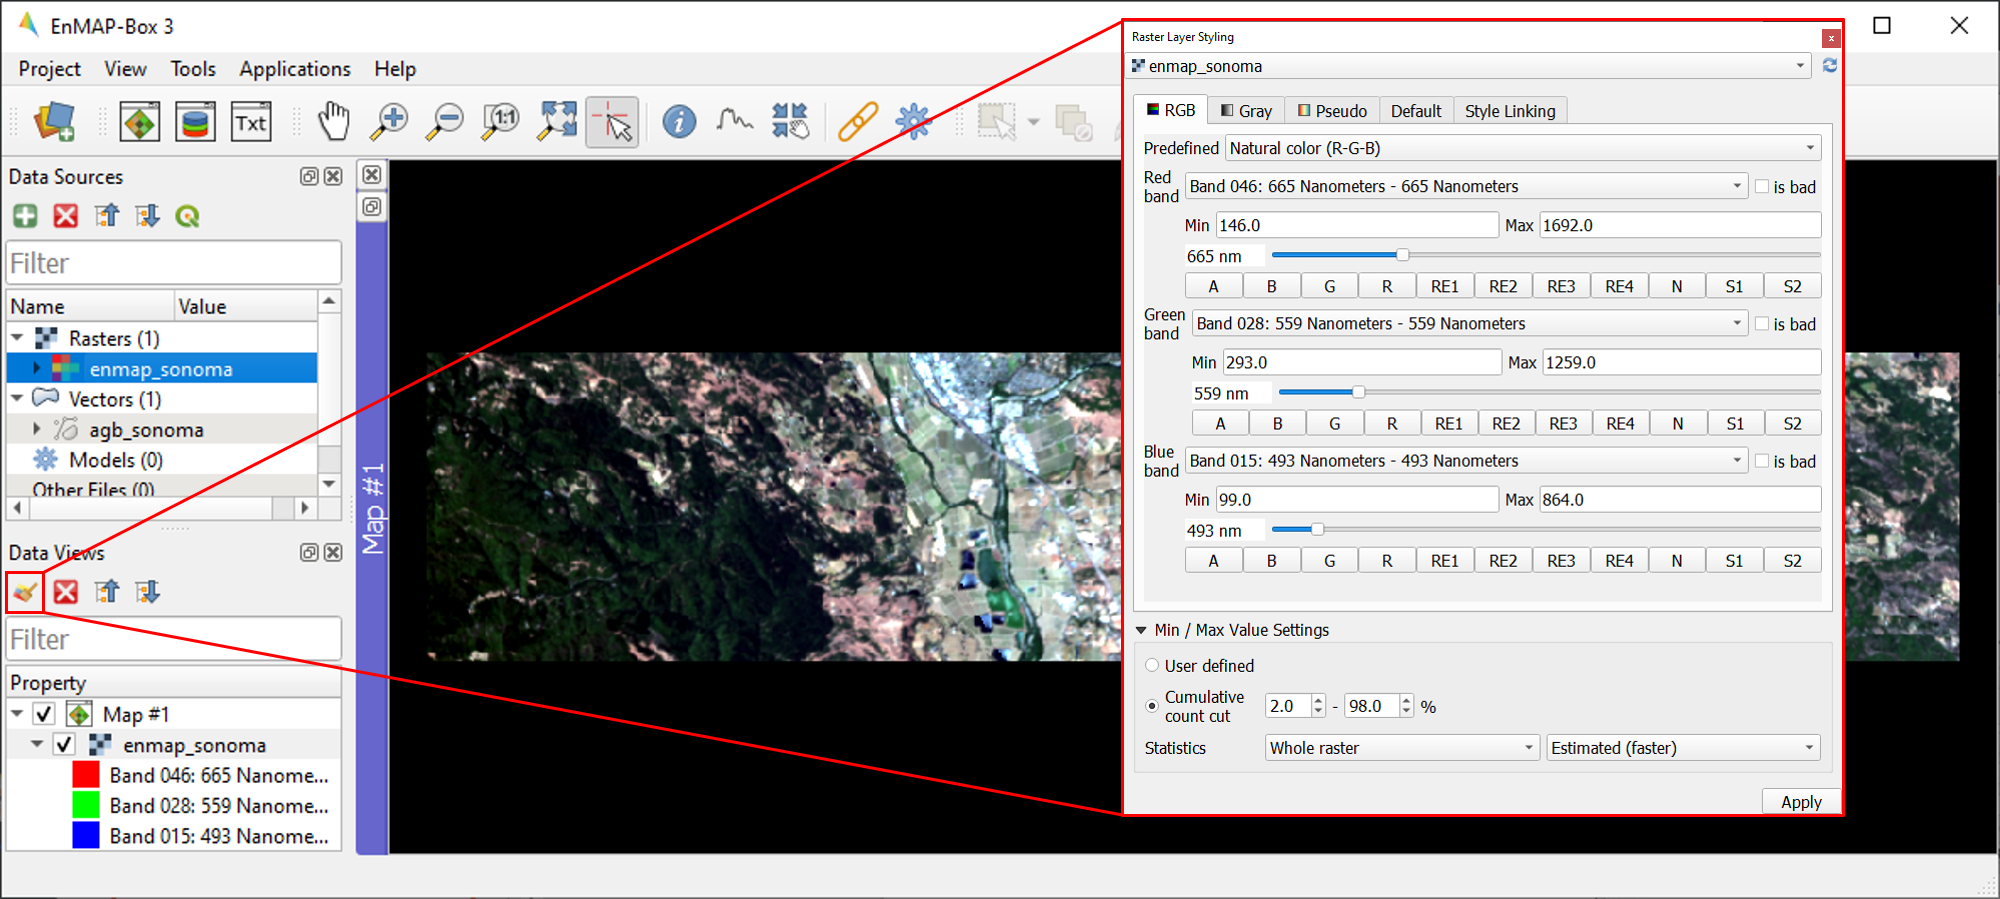 EnMAP-Box 3
Project View Tools Applications Help
1:1
Txt
Data Sources
Filter
Name Value
Rasters (1)
enmap_sonoma
Vectors (1)
agb_sonoma
Models (0)
Other Files (0)
Data Views
Filter
Property
Map #1
enmap_sonoma
Band 046: 665 Nanome...
Band 028: 559 Nanome...
Band 015: 493 Nanome...
Map #1
Raster Layer Styling
enmap_sonoma
RGB Gray Pseudo Default Style Linking
Predefined Natural color (R-G-B)
Red band Band 046: 665 Nanometers - 665 Nanometers is bad
Min 146.0 Max 1692.0
665 nm
A B G R RE1 RE2 RE3 RE4 N S1 S2
Green band Band 028: 559 Nanometers - 559 Nanometers is bad
Min 293.0 Max 1259.0
559 nm
A B G R RE1 RE2 RE3 RE4 N S1 S2
Blue band Band 015: 493 Nanometers - 493 Nanometers is bad
Min 99.0 Max 864.0
493 nm
A B G R RE1 RE2 RE3 RE4 N S1 S2
Min / Max Value Settings
User defined
Cumulative count cut 2.0 - 98.0 %
Statistics Whole raster Estimated (faster)
Apply